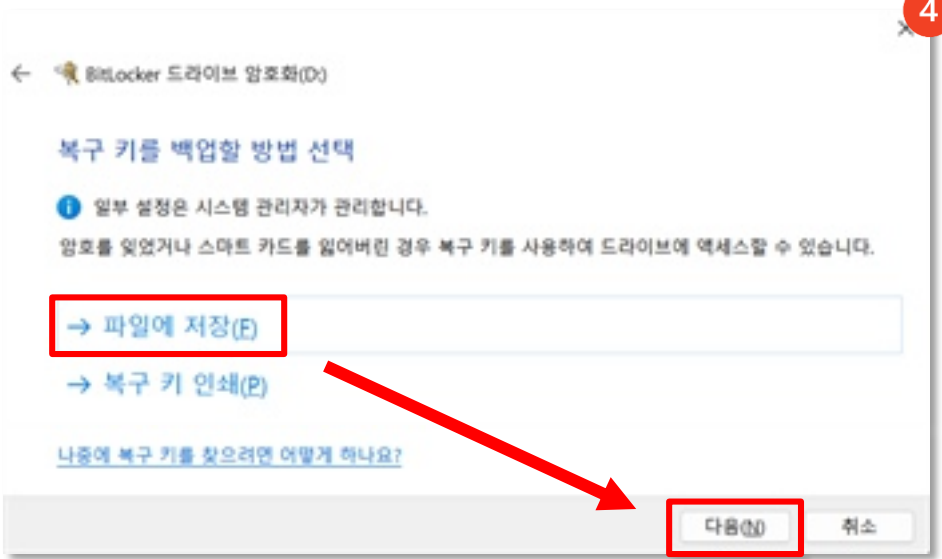 4
BitLocker 드라이브 암호화(D:)
복구 키를 백업할 방법 선택
일부 설정은 시스템 관리자가 관리합니다.
암호를 잊었거나 스마트 카드를 잃어버린 경우 복구 키를 사용하여 드라이브에 액세스할 수 있습니다.
→ 파일에 저장(F)
→ 복구 키 인쇄(P)
나중에 복구 키를 찾으려면 어떻게 하나요?
다음(N) 취소